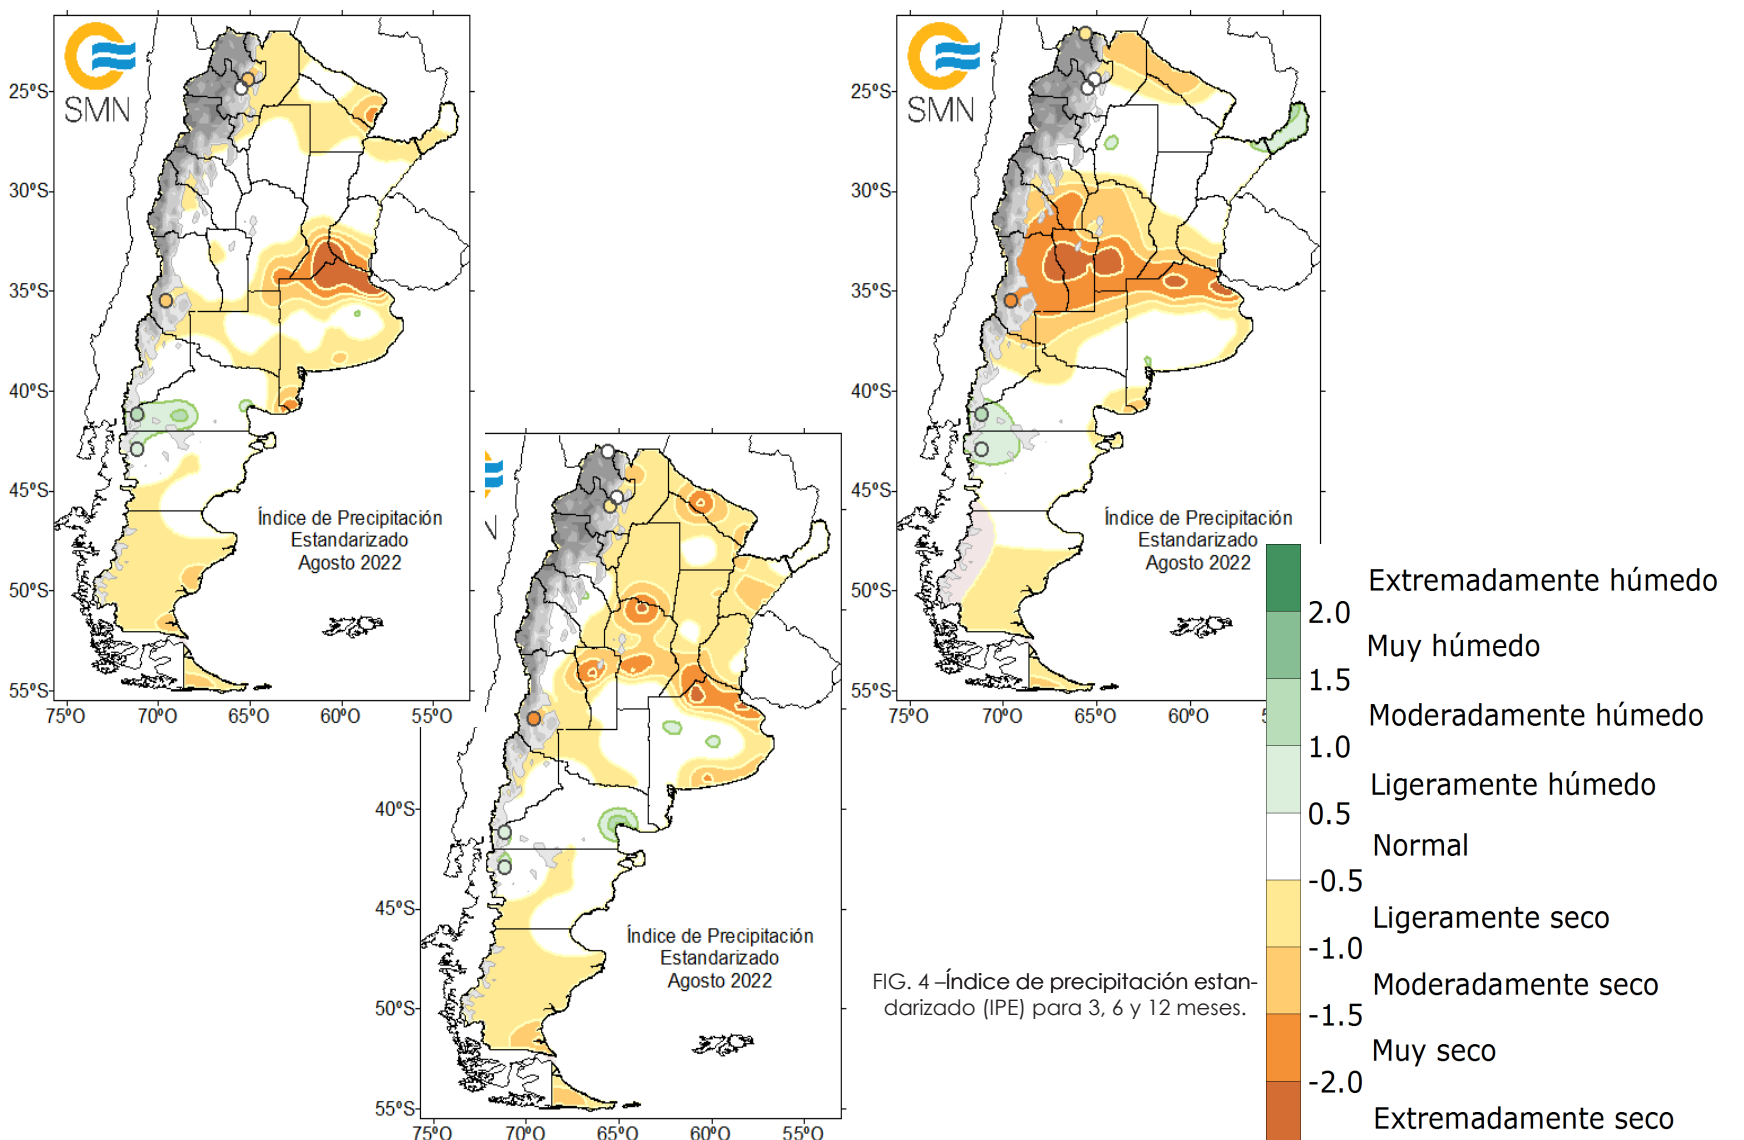 SMN
25°S
30°S
35°S
40°S
45°S
50°S
55°S
75°O
70°O
65°O
60°O
55°O
Índice de Precipitación
Estandarizado
Agosto 2022
SMN
25°S
30°S
35°S
40°S
45°S
50°S
55°S
75°O
70°O
65°O
60°O
Índice de Precipitación
Estandarizado
Agosto 2022
40°S
45°S
50°S
55°S
75°O
70°O
65°O
60°O
55°O
Índice de Precipitación
Estandarizado
Agosto 2022
FIG. 4 –Índice de precipitación estan-
darizado (IPE) para 3, 6 y 12 meses.
Extremadamente húmedo
2.0
Muy húmedo
1.5
Moderadamente húmedo
1.0
Ligeramente húmedo
0.5
Normal
-0.5
Ligeramente seco
-1.0
Moderadamente seco
-1.5
Muy seco
-2.0
Extremadamente seco